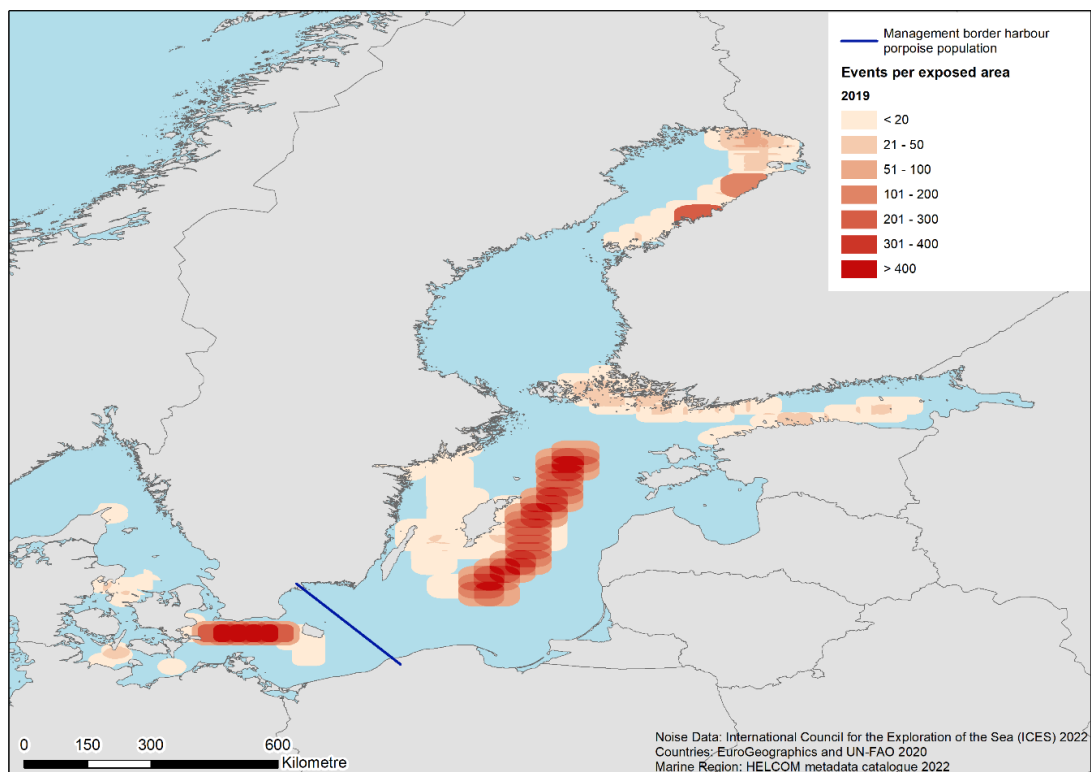 Management border harbour
porpoise population
Events per exposed area
2019
< 20
21 - 50
51 - 100
101 - 200
201 - 300
301 - 400
> 400
0 150 300 600
Kilometre
Noise Data: International Council for the Exploration of the Sea (ICES) 2022
Countries: EuroGeographics and UN-FAO 2020
Marine Region: HELCOM metadata catalogue 2022